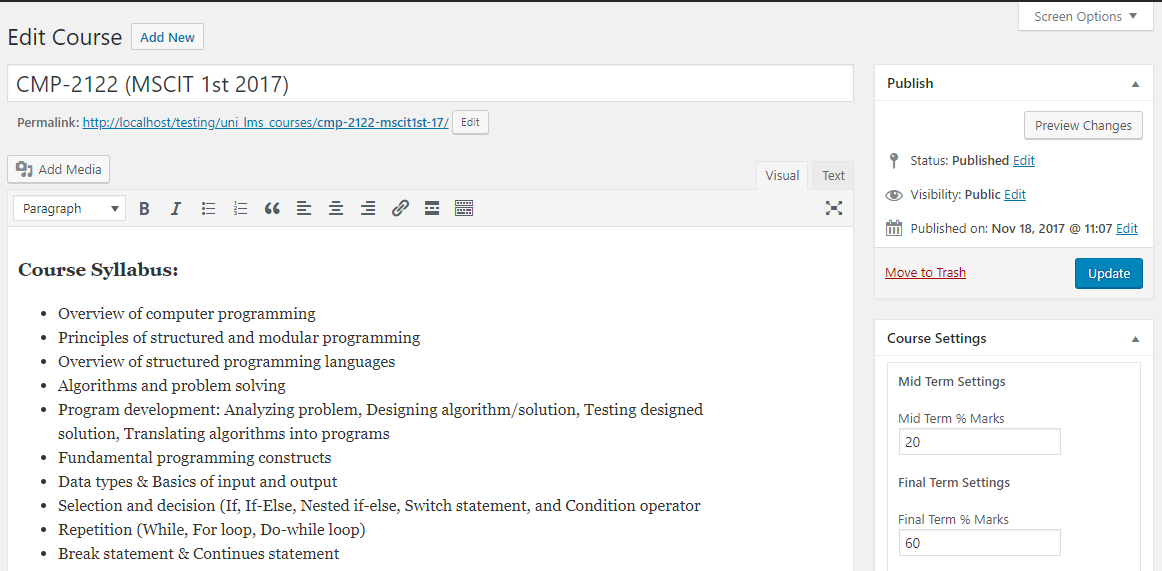 Screen Options
Edit Course Add New
CMP-2122 (MSCIT 1st 2017)
Permalink: http://localhost/testing/uni_lms_courses/cmp-2122-mscit1st-17/ Edit
Add Media
Visual Text
Paragraph
Course Syllabus:
Overview of computer programming
Principles of structured and modular programming
Overview of structured programming languages
Algorithms and problem solving
Program development: Analyzing problem, Designing algorithm/solution, Testing designed
solution, Translating algorithms into programs
Fundamental programming constructs
Data types & Basics of input and output
Selection and decision (If, If-Else, Nested if-else, Switch statement, and Condition operator
Repetition (While, For loop, Do-while loop)
Break statement & Continues statement
Publish
Preview Changes
Status: Published Edit
Visibility: Public Edit
Published on: Nov 18, 2017 @ 11:07 Edit
Move to Trash Update
Course Settings
Mid Term Settings
Mid Term % Marks
20
Final Term Settings
Final Term % Marks
60